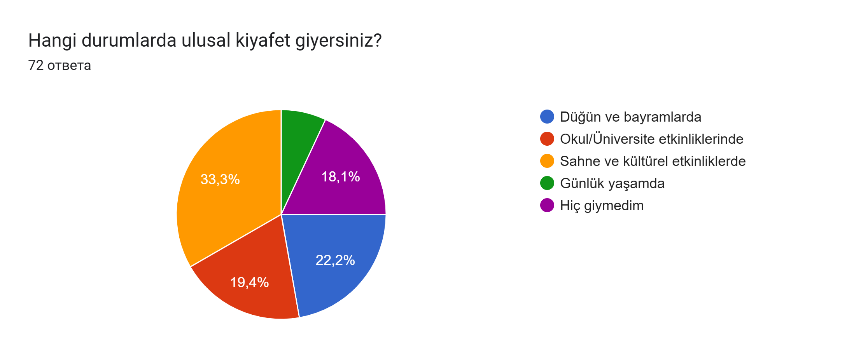 Hangi durumlarda ulusal kiyafet giyersiniz?
72 ответа
33,3%
18,1%
22,2%
19,4%
Düğün ve bayramlarda
Okul/Üniversite etkinliklerinde
Sahne ve kültürel etkinliklerde
Günlük yaşamda
Hiç giymedim